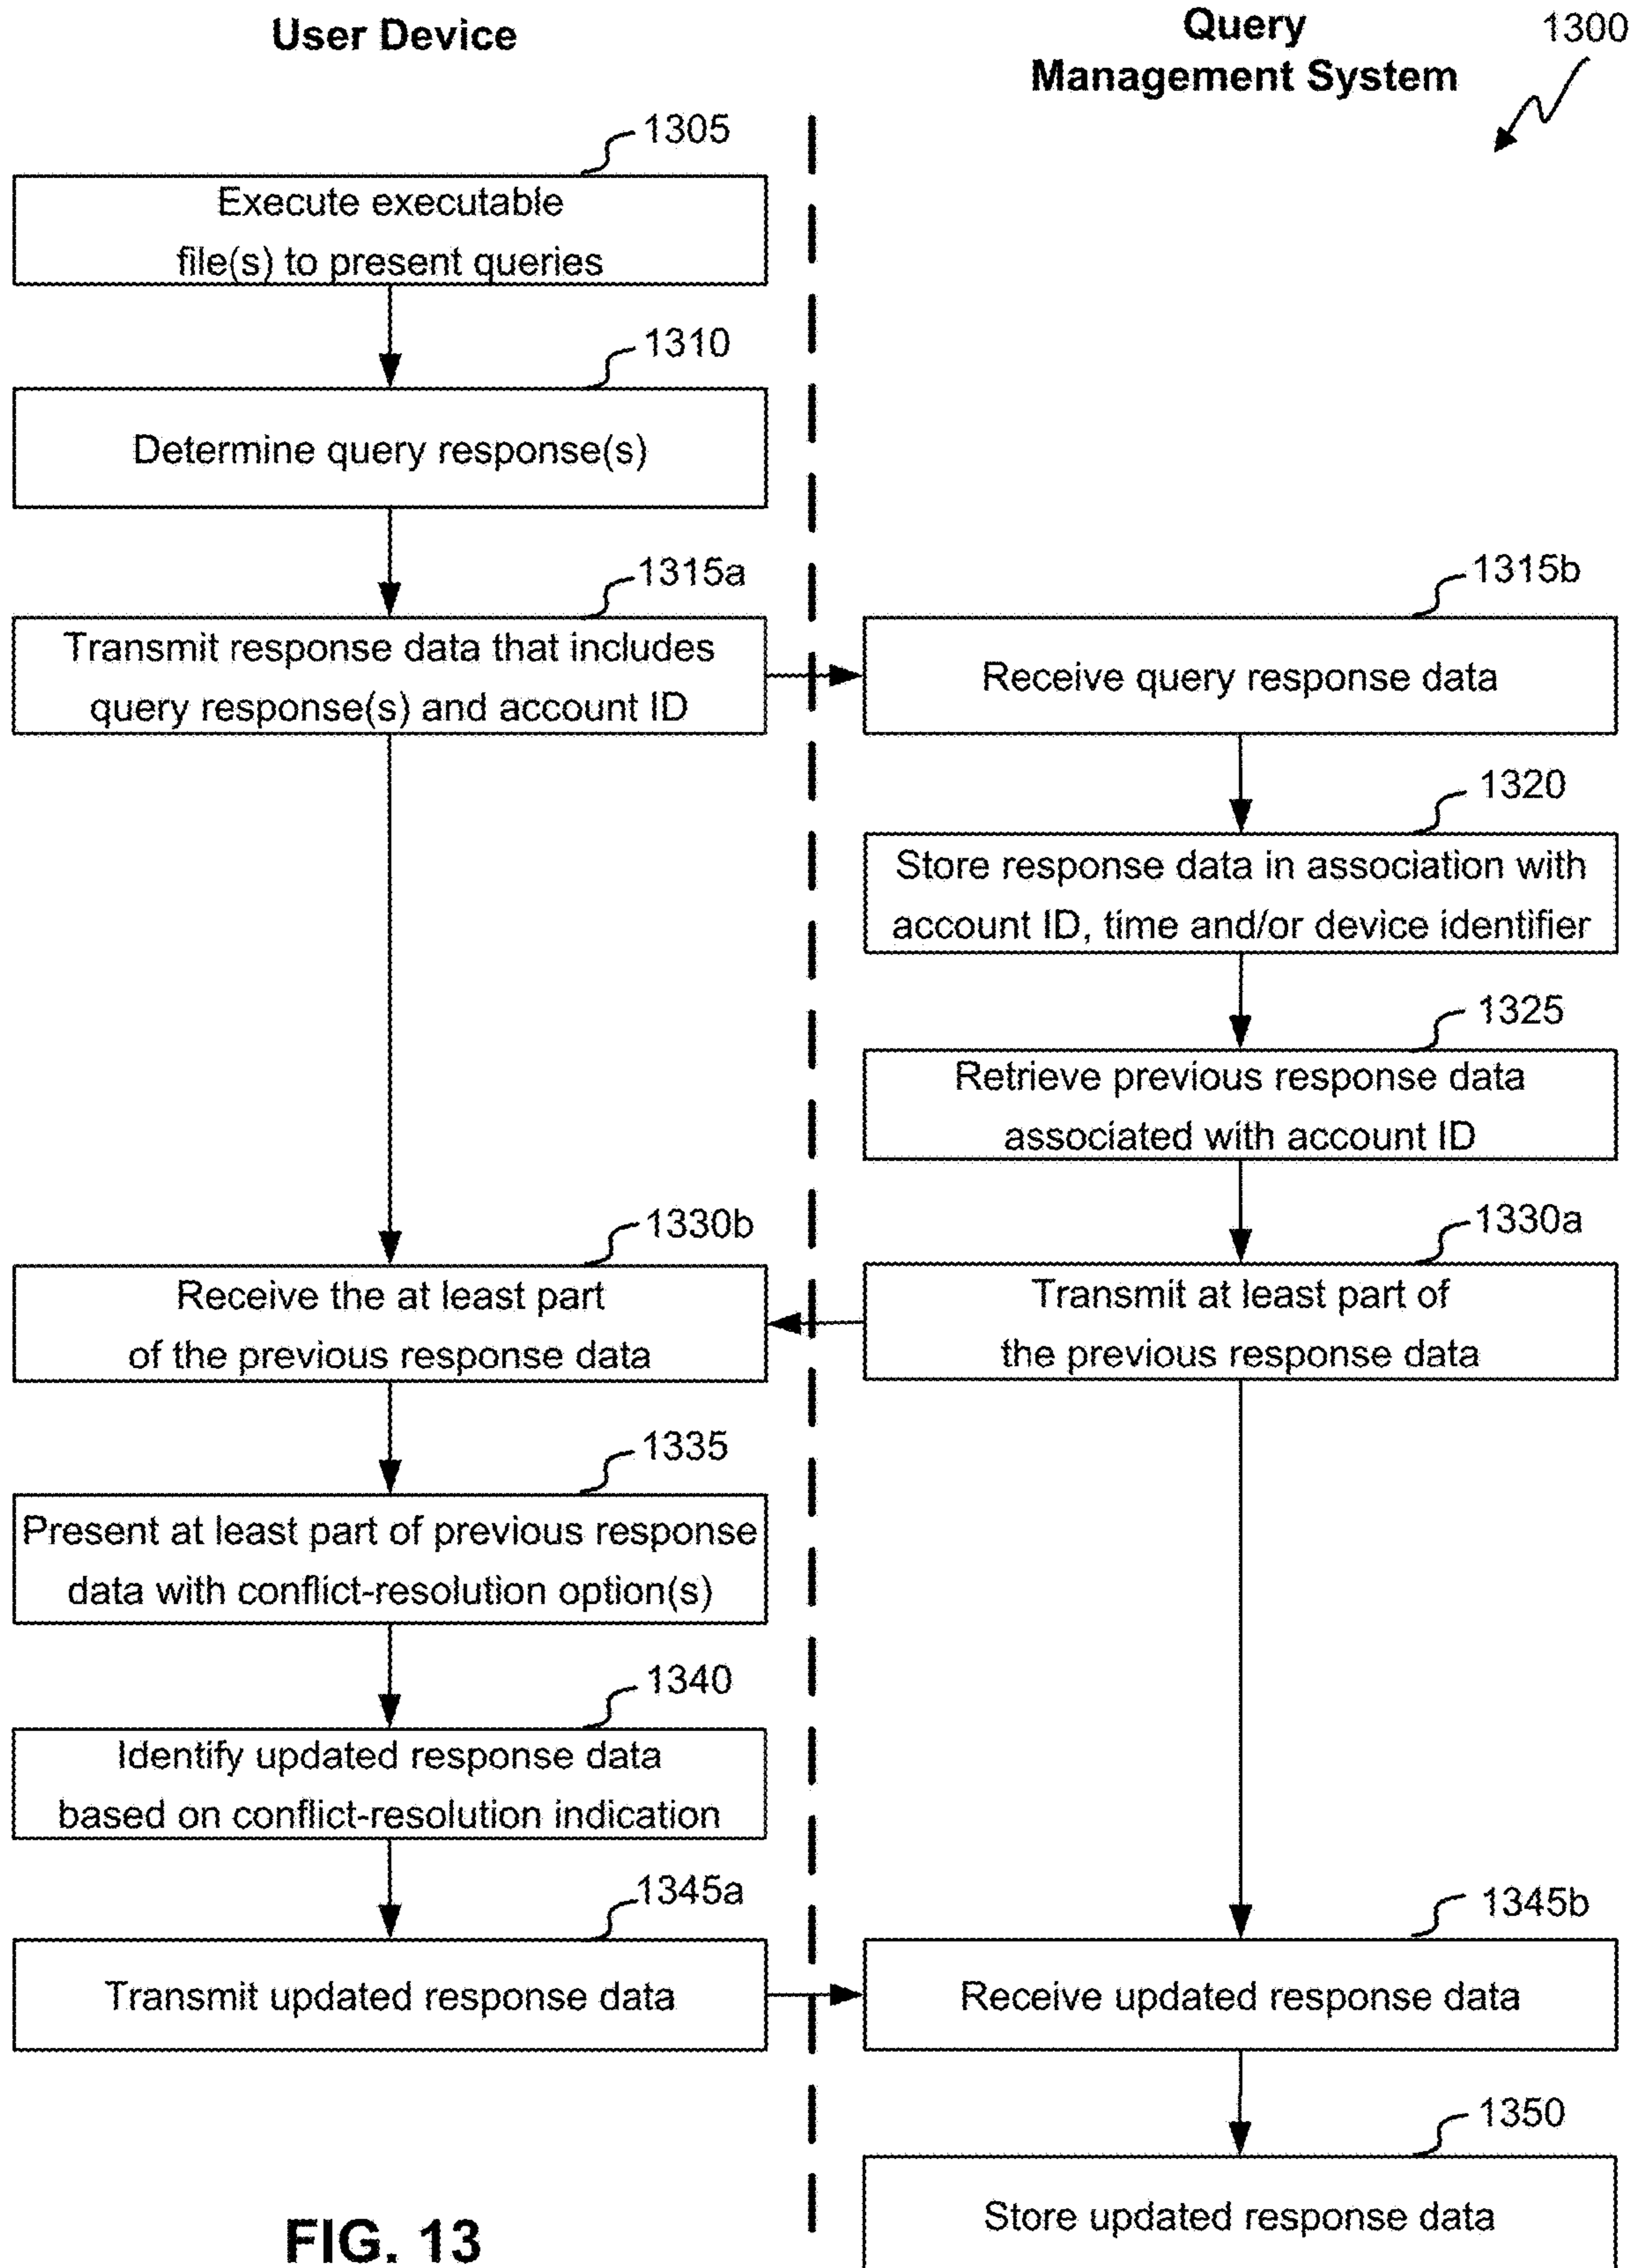 User Device
Query
Management System
1300
1305
Execute executable
file(s) to present queries
1310
Determine query response(s)
1315a
Transmit response data that includes
query response(s) and account ID
1315b
Receive query response data
1320
Store response data in association with
account ID, time and/or device identifier
1325
Retrieve previous response data
associated with account ID
1330b
Receive the at least part
of the previous response data
1330a
Transmit at least part of
the previous response data
1335
Present at least part of previous response
data with conflict-resolution option(s)
1340
Identify updated response data
based on conflict-resolution indication
1345a
Transmit updated response data
1345b
Receive updated response data
1350
Store updated response data
FIG. 13